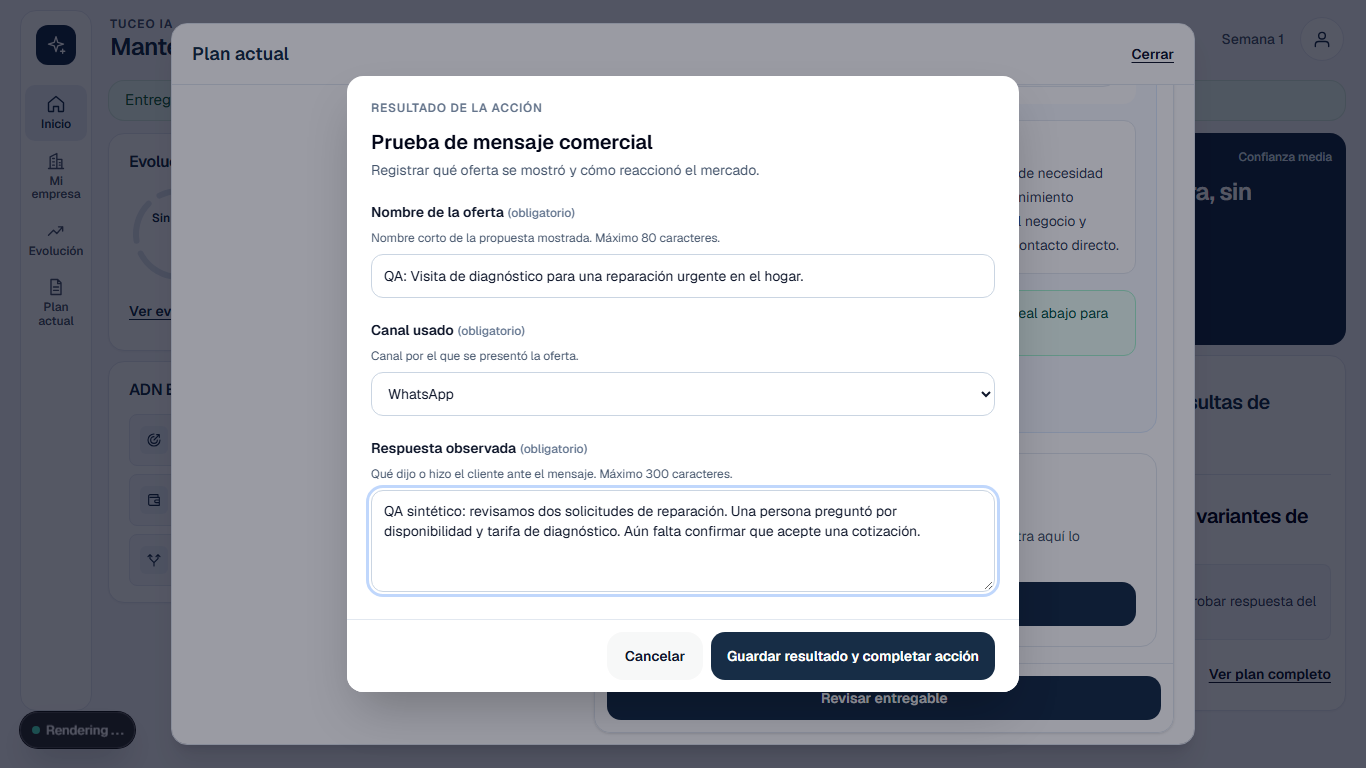 TUCEO IA
Mante
Semana 1
Plan actual
Cerrar
Inicio
Mi
empresa
Evolución
Plan
actual
Entreg
Evoluc
Sin
Ver ev
ADN E
Confianza media
ra, sin
RESULTADO DE LA ACCIÓN
Prueba de mensaje comercial
Registrar qué oferta se mostró y cómo reaccionó el mercado.
Nombre de la oferta (obligatorio)
Nombre corto de la propuesta mostrada. Máximo 80 caracteres.
QA: Visita de diagnóstico para una reparación urgente en el hogar.
Canal usado (obligatorio)
Canal por el que se presentó la oferta.
WhatsApp
Respuesta observada (obligatorio)
Qué dijo o hizo el cliente ante el mensaje. Máximo 300 caracteres.
QA sintético: revisamos dos solicitudes de reparación. Una persona preguntó por
disponibilidad y tarifa de diagnóstico. Aún falta confirmar que acepte una cotización.
Cancelar
Guardar resultado y completar acción
de necesidad
nimiento
l negocio y
ontacto directo.
eal abajo para
tra aquí lo
Revisar entregable
sultas de
variantes de
robar respuesta del
Ver plan completo
Rendering ...